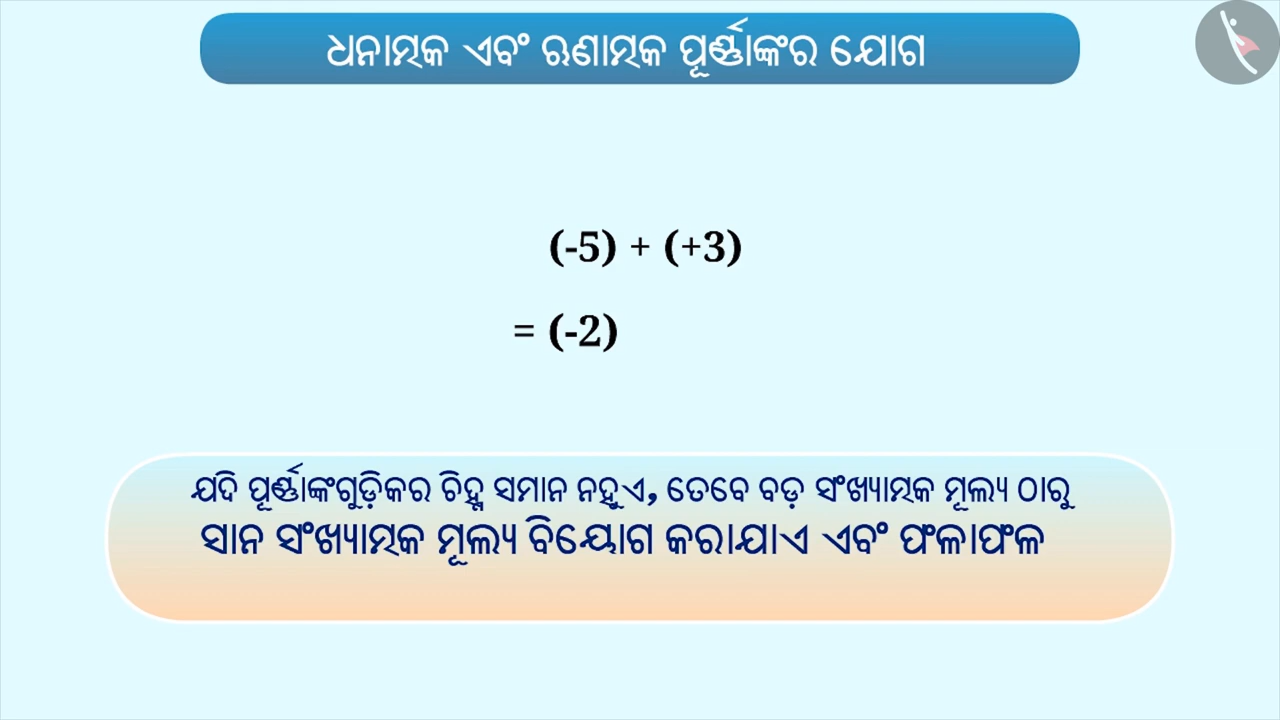 ଧନାତ୍ମକ ଏବଂ ଋଣାତ୍ମକ ପୂର୍ଣ୍ଣାଙ୍କର ଯୋଗ
(-5) + (+3)
= (-2)
ଯଦି ପୂର୍ଣ୍ଣାଙ୍କଗୁଡ଼ିକର ଚିହ୍ନ ସମାନ ନହୁଏ, ତେବେ ବଡ଼ ସଂଖ୍ୟାତ୍ମକ ମୂଲ୍ୟ ଠାରୁ
ସାନ ସଂଖ୍ୟାତ୍ମକ ମୂଲ୍ୟ ବିୟୋଗ କରାଯାଏ ଏବଂ ଫଳାଫଳ